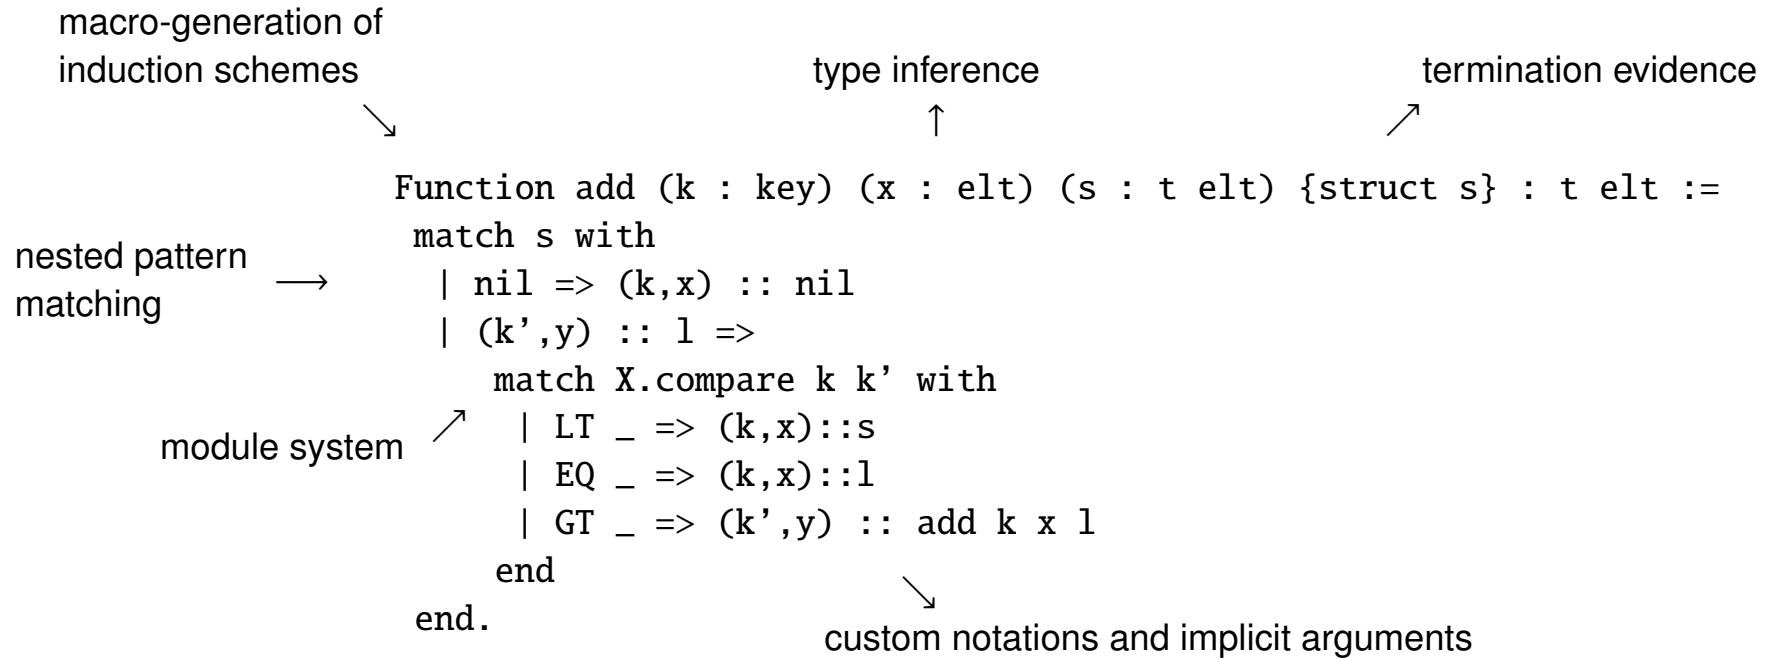 macro-generation of
induction schemes
type inference
termination evidence
↘
↑
↗
Function add (k : key) (x : elt) (s : t elt) {struct s} : t elt :=
match s with
nested pattern
matching
⟶
| nil => (k,x) :: nil
| (k’,y) :: l =>
match X.compare k k’ with
module system
↗
| LT _ => (k,x)::s
| EQ _ => (k,x)::l
| GT _ => (k’,y) :: add k x l
end
↘
end.
custom notations and implicit arguments